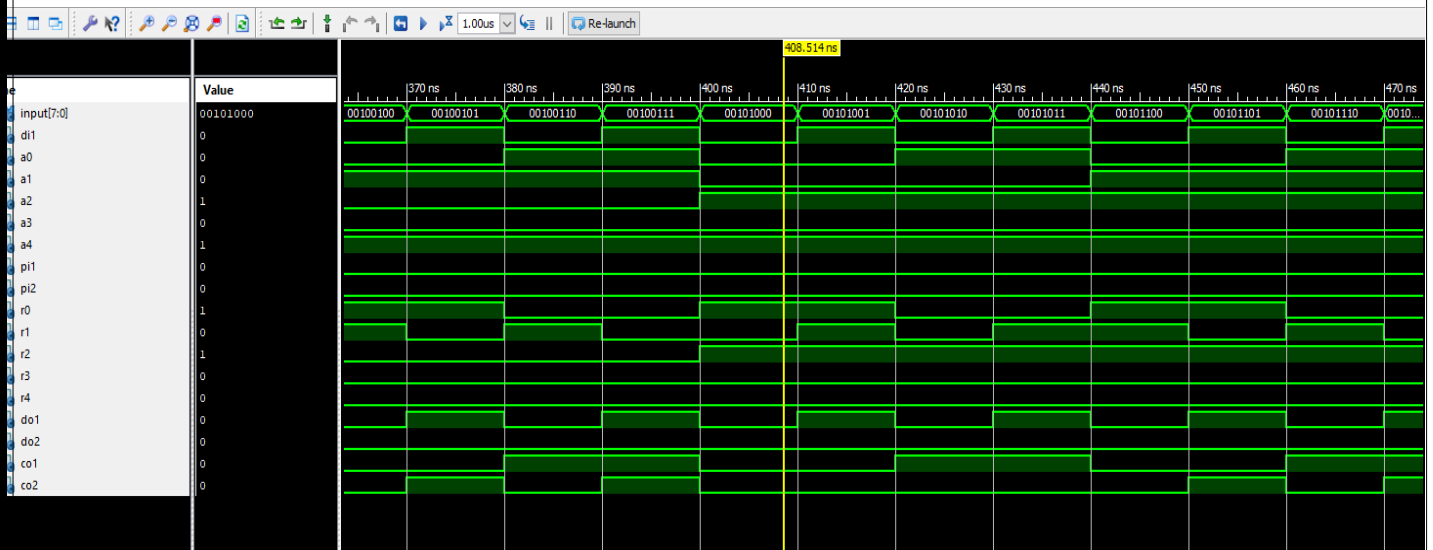 1.00us Re-launch
408.514 ns
Value
370 ns 380 ns 390 ns 400 ns 410 ns 420 ns 430 ns 440 ns 450 ns 460 ns 470 ns
input[7:0] 00101000 00100100 00100101 00100110 00100111 00101000 00101001 00101010 00101011 00101100 00101101 00101110 0010...
di1 0
a0 0
a1 0
a2 1
a3 0
a4 1
pi1 0
pi2 0
r0 1
r1 0
r2 1
r3 0
r4 0
do1 0
do2 0
co1 0
co2 0